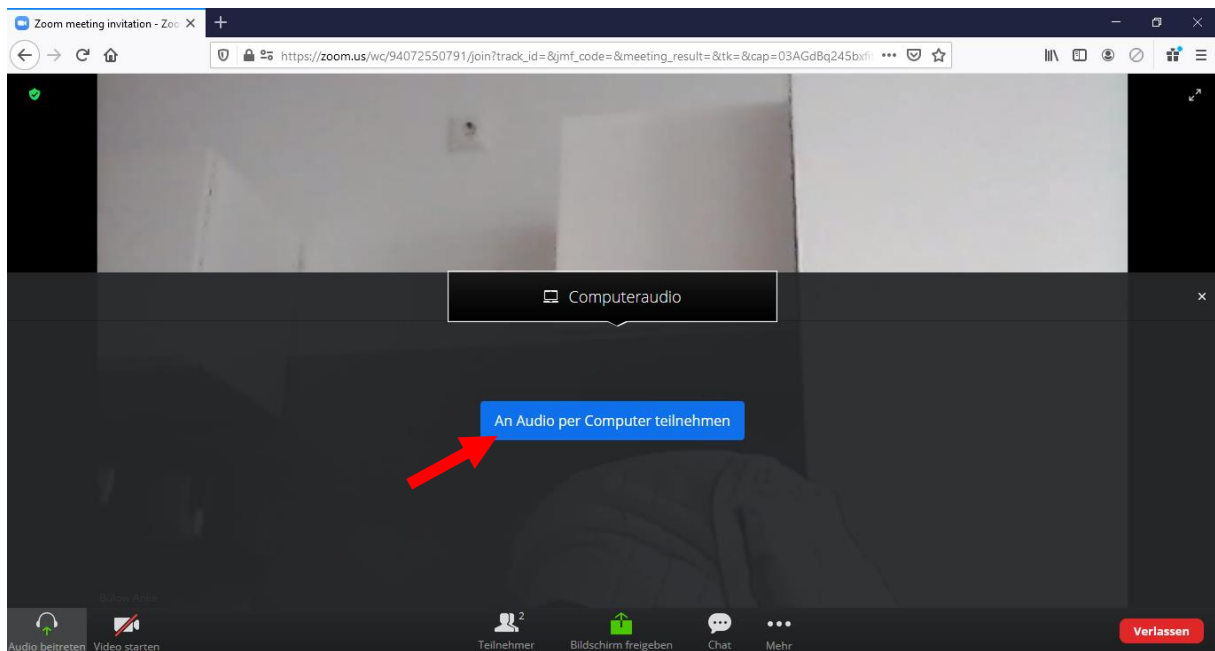 Zoom meeting invitation - Zoo
https://zoom.us/wc/94072550791/join?track_id=&jmf_code=&meeting_result=&tk=&cap=03AGdBq245bxfi
Computeraudio
An Audio per Computer teilnehmen
Audio beitreten
Video starten
2
Teilnehmer
Bildschirm freigeben
Chat
Mehr
Verlassen